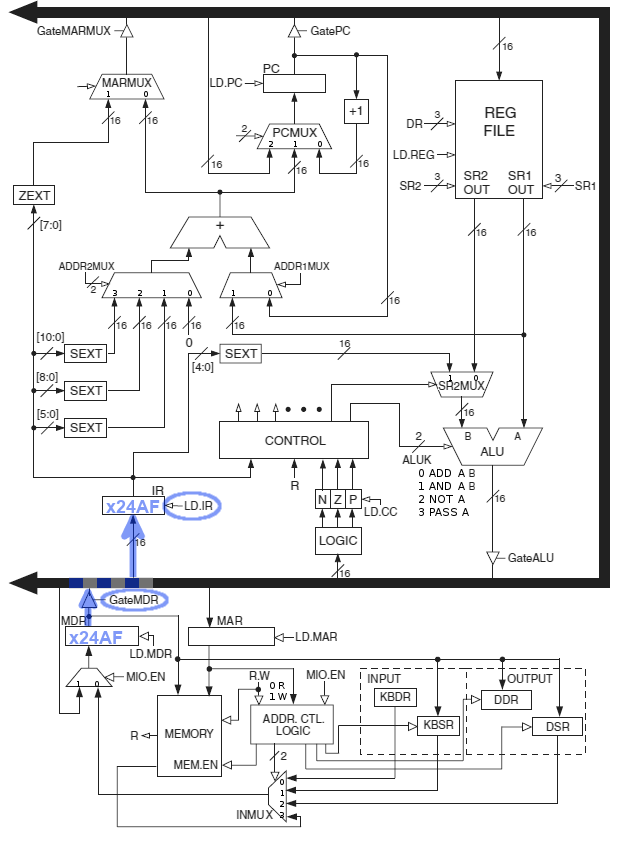 GateMARMUX
GatePC
16
MARMUX
1 0
16 16
PC
LD.PC
+1
2
PCMUX
2 1 0
16 16 16
REG
FILE
DR 3
LD.REG
SR2 3
SR2
OUT
SR1
OUT
3 SR1
16 16
ZEXT
[7:0]
+
ADDR2MUX
2
3 2 1 0
16 16 16
0
ADDR1MUX
1 0
16
16
[10:0]
SEXT
[8:0]
SEXT
[5:0]
SEXT
[4:0]
SEXT
16
1 0
SR2MUX
16
CONTROL
2
ALUK
B A
ALU
0 ADD A B
1 AND A B
2 NOT A
3 PASS A
16
GateALU
IR
x24AF
LD.IR
16
R
N Z P
LD.CC
LOGIC
16
GateMDR
MDR
x24AF
LD.MDR
MAR
LD.MAR
MIO.EN
1 0
R.W
0 R
1 W
MIO.EN
ADDR. CTL.
LOGIC
2
R
MEMORY
MEM.EN
INPUT
KBDR
KBSR
OUTPUT
DDR
DSR
0
1
2
3
INMUX